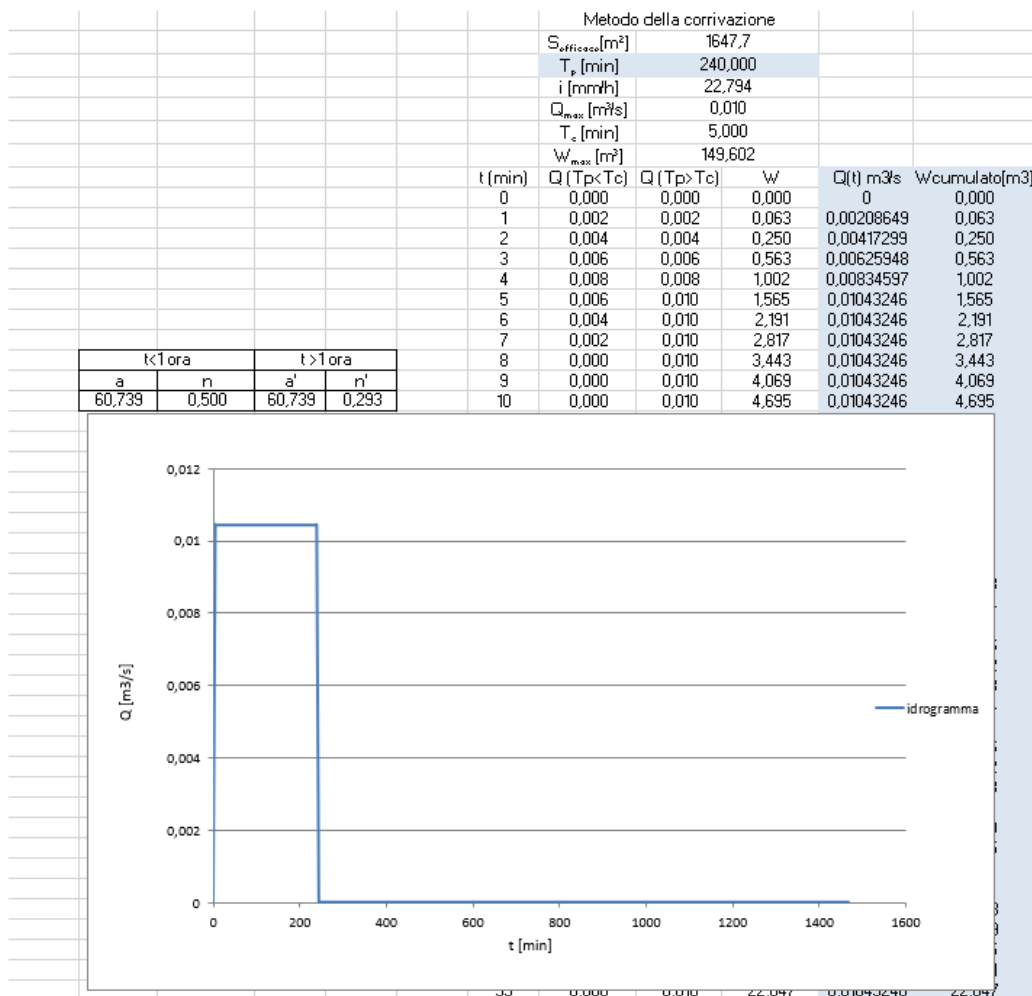 Metodo della corrivazione
Sefficace[m²] 1647,7
Tp [min] 240,000
i [mm/h] 22,794
Qmax [m³/s] 0,010
Tc [min] 5,000
Wmax [m³] 149,602
t (min) Q (Tp<Tc) Q (Tp>Tc) W Q(t) m3/s Wcumulato[m3]
0 0,000 0,000 0,000 0 0,000
1 0,002 0,002 0,063 0,00208649 0,063
2 0,004 0,004 0,250 0,00417299 0,250
3 0,006 0,006 0,563 0,00625948 0,563
4 0,008 0,008 1,002 0,00834597 1,002
5 0,006 0,010 1,565 0,01043246 1,565
6 0,004 0,010 2,191 0,01043246 2,191
7 0,002 0,010 2,817 0,01043246 2,817
t<1 ora t >1 ora 8 0,000 0,010 3,443 0,01043246 3,443
a n a' n' 9 0,000 0,010 4,069 0,01043246 4,069
60,739 0,500 60,739 0,293 10 0,000 0,010 4,695 0,01043246 4,695
0,012
0,01
0,008
0,006
0,004
0,002
0
Q [m3/s]
idrogramma
0 200 400 600 800 1000 1200 1400 1600
t [min]